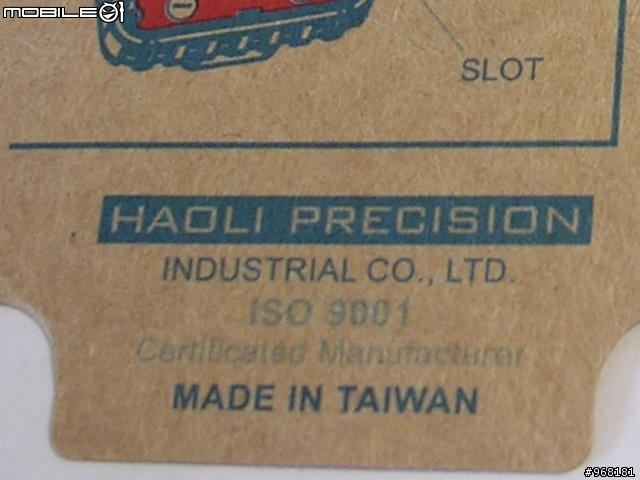 MOBILE01
SLOT
HAOLI PRECISION
INDUSTRIAL CO., LTD.
ISO 9001
Certificated Manufacturer
MADE IN TAIWAN
#968181